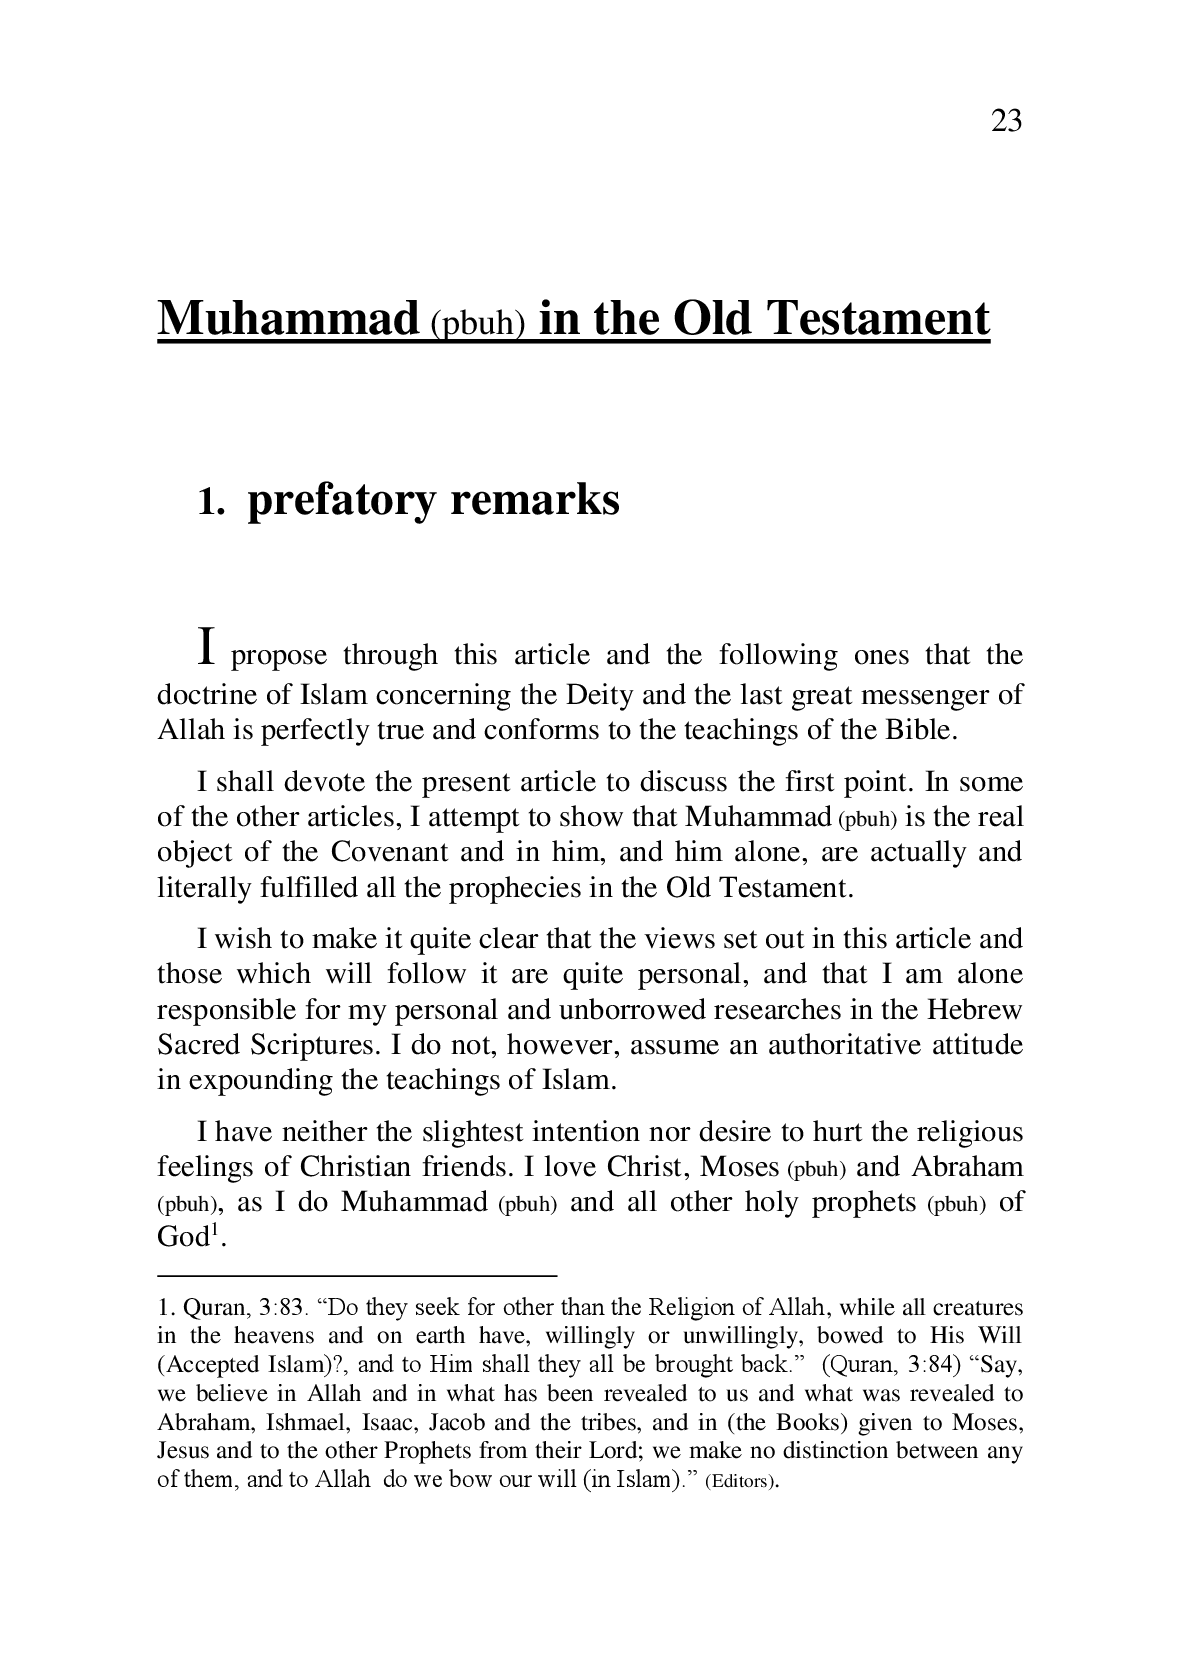 23
Muhammad (pbuh) in the Old Testament
1. prefatory remarks
I propose through this article and the following ones that the
doctrine of Islam concerning the Deity and the last great messenger of
Allah is perfectly true and conforms to the teachings of the Bible.
I shall devote the present article to discuss the first point. In some
of the other articles, I attempt to show that Muhammad (pbuh) is the real
object of the Covenant and in him, and him alone, are actually and
literally fulfilled all the prophecies in the Old Testament.
I wish to make it quite clear that the views set out in this article and
those which will follow it are quite personal, and that I am alone
responsible for my personal and unborrowed researches in the Hebrew
Sacred Scriptures. I do not, however, assume an authoritative attitude
in expounding the teachings of Islam.
I have neither the slightest intention nor desire to hurt the religious
feelings of Christian friends. I love Christ, Moses (pbuh) and Abraham
(pbuh), as I do Muhammad (pbuh) and all other holy prophets (pbuh) of
God¹.
1. Quran, 3:83. “Do they seek for other than the Religion of Allah, while all creatures
in the heavens and on earth have, willingly or unwillingly, bowed to His Will
(Accepted Islam)?, and to Him shall they all be brought back.” (Quran, 3:84) “Say,
we believe in Allah and in what has been revealed to us and what was revealed to
Abraham, Ishmael, Isaac, Jacob and the tribes, and in (the Books) given to Moses,
Jesus and to the other Prophets from their Lord; we make no distinction between any
of them, and to Allah do we bow our will (in Islam).” (Editors).